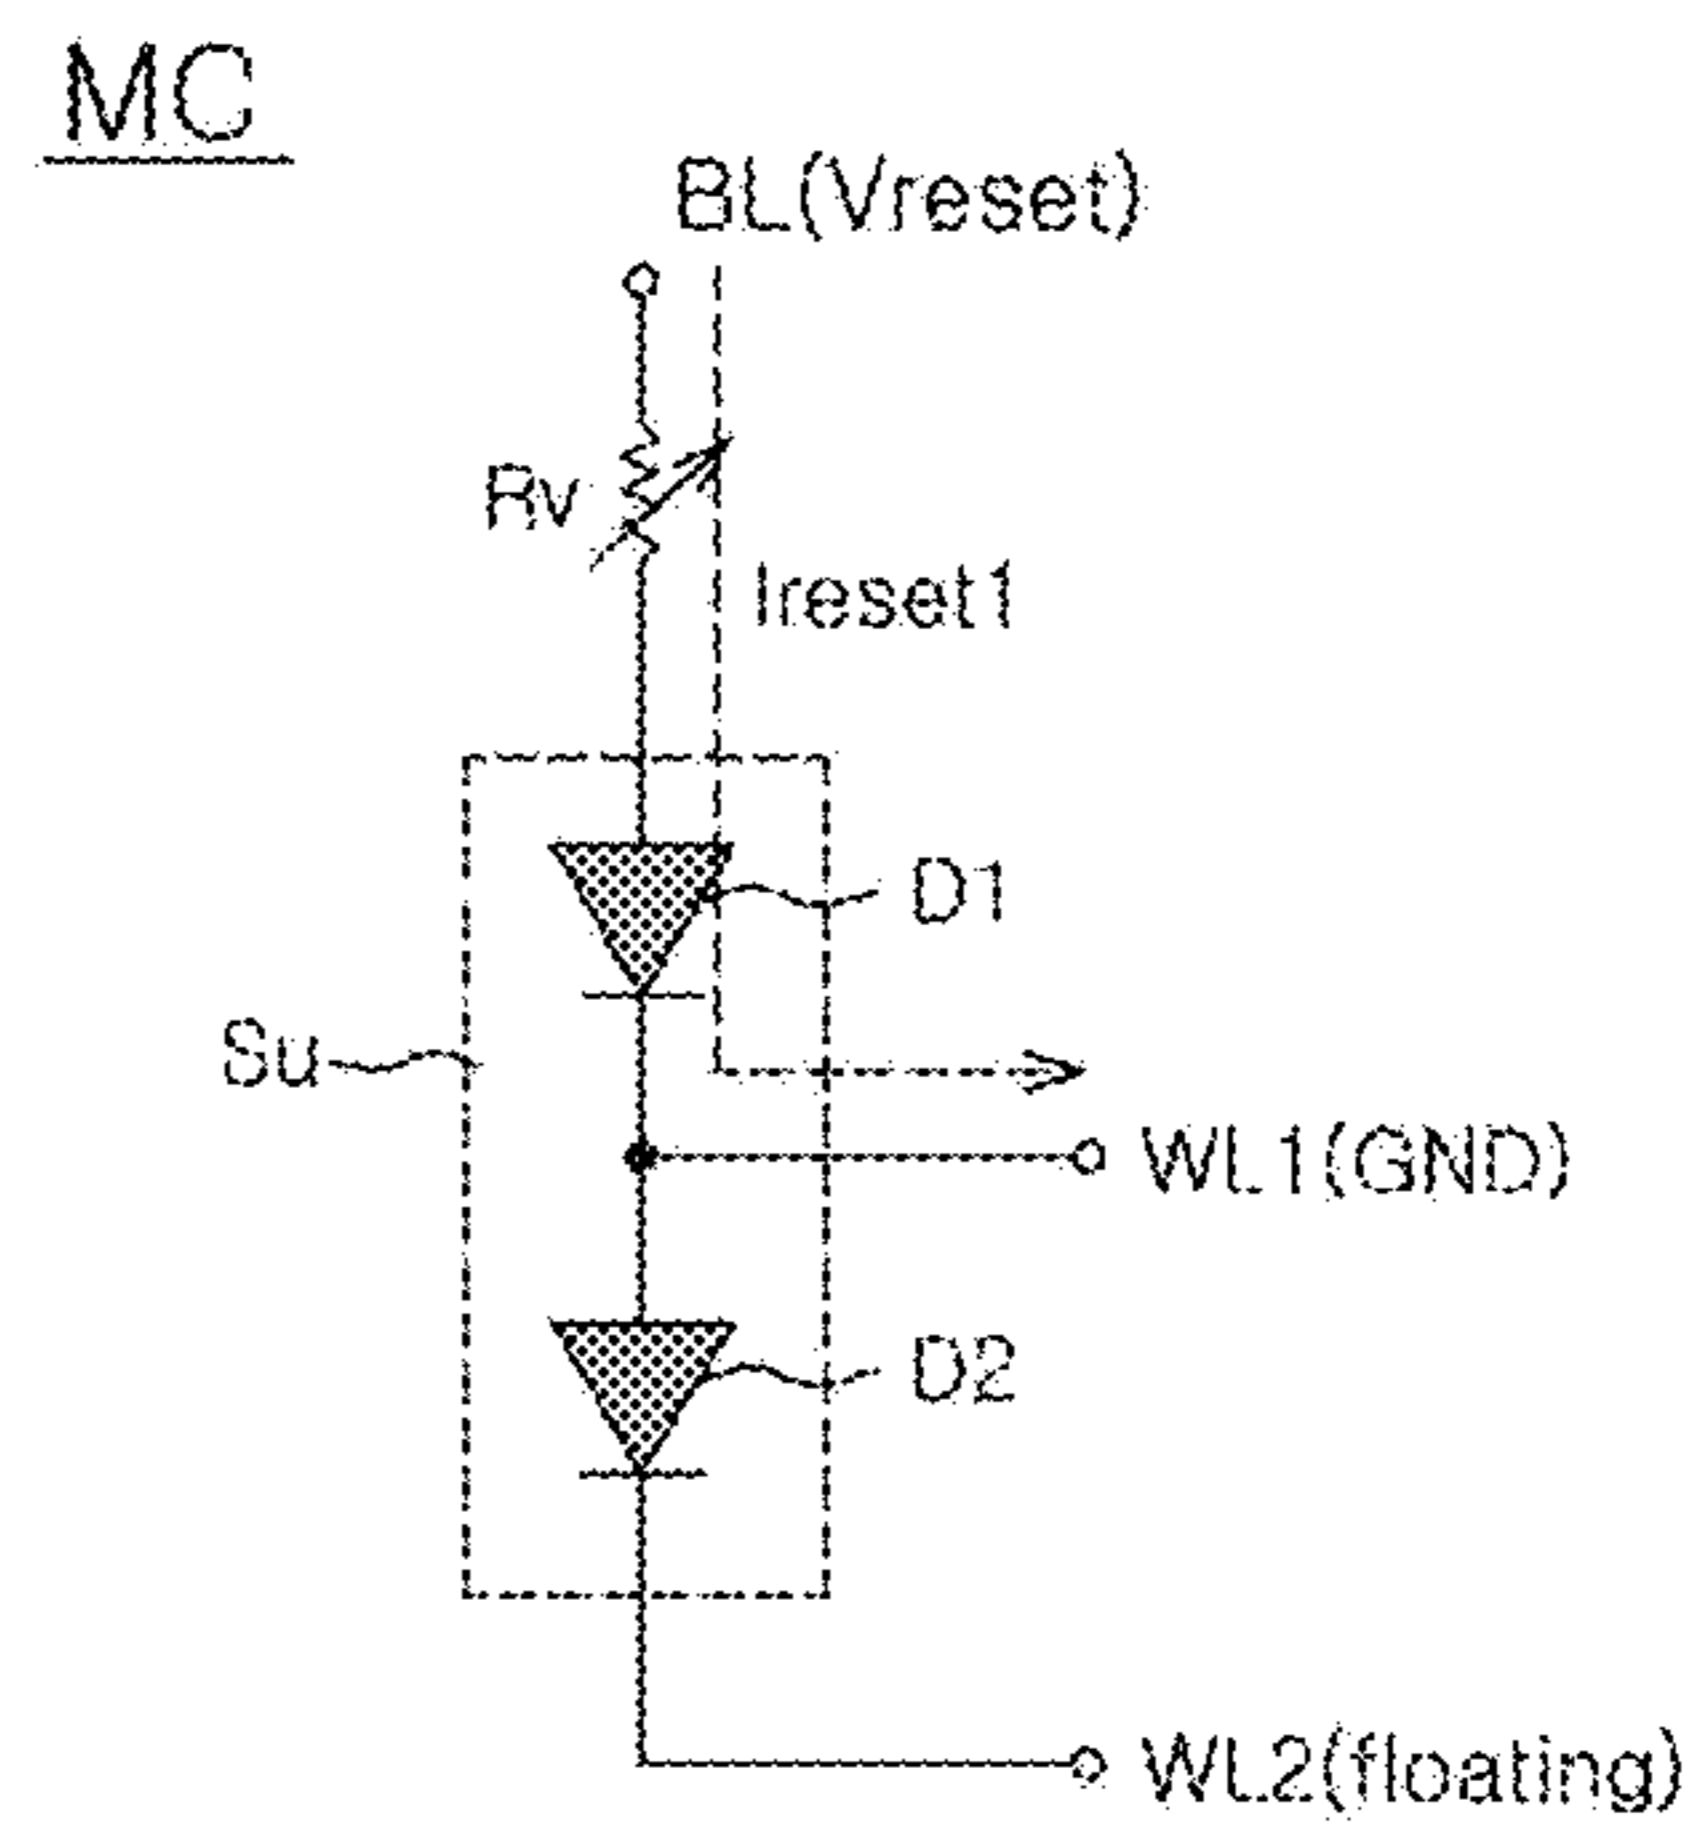 MC
BL(Vreset)
Rv
Ireset1
D1
Su
WL1(GND)
D2
WL2(floating)